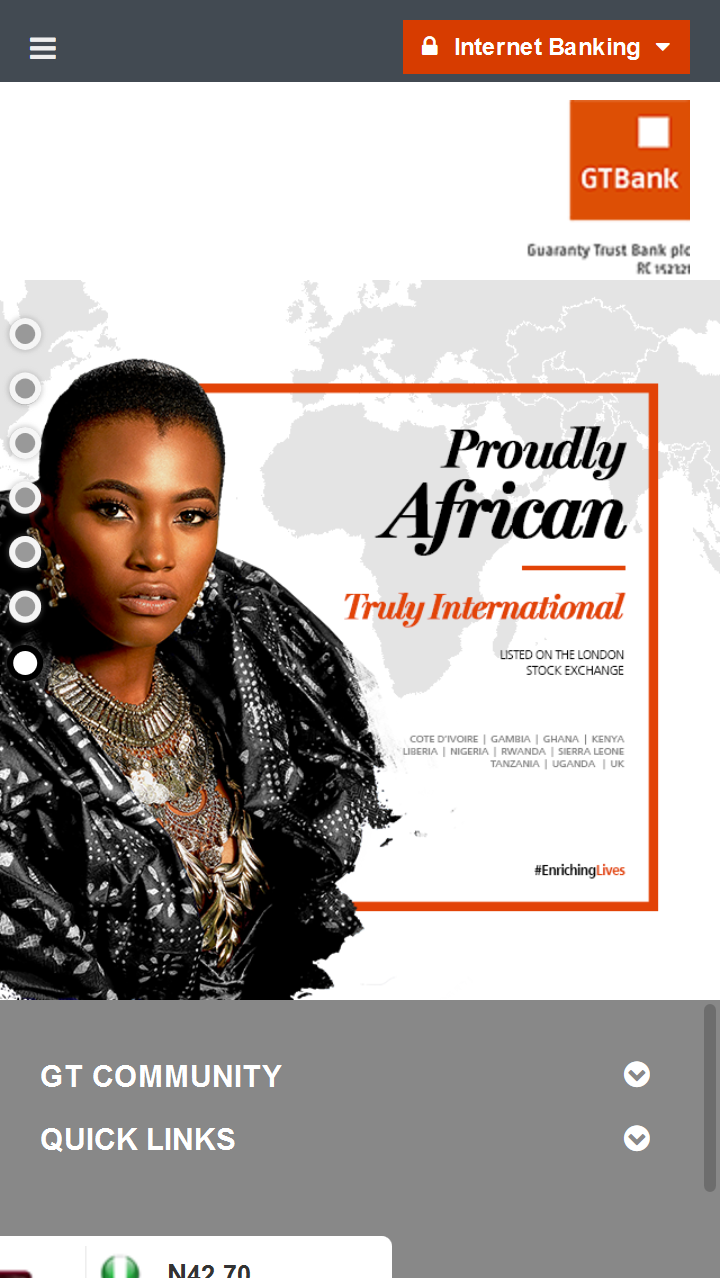 Internet Banking
GTBank
Guaranty Trust Bank plc
RC 152321
Proudly
African
Truly International
LISTED ON THE LONDON
STOCK EXCHANGE
COTE D'IVOIRE | GAMBIA | GHANA | KENYA
LIBERIA | NIGERIA | RWANDA | SIERRA LEONE
TANZANIA | UGANDA | UK
#EnrichingLives
GT COMMUNITY
QUICK LINKS
N42.70